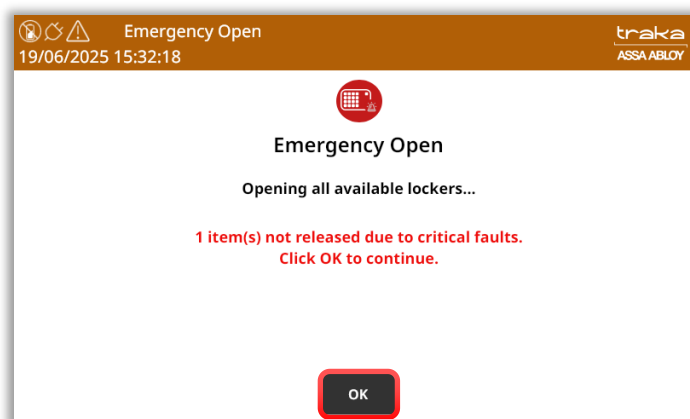 Emergency Open
traka
19/06/2025 15:32:18
ASSA ABLOY
Emergency Open
Opening all available lockers...
1 item(s) not released due to critical faults.
Click OK to continue.
OK